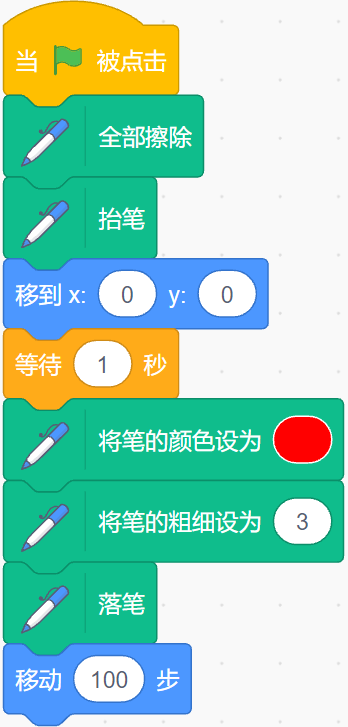 当 被点击
全部擦除
抬笔
移到 x: 0 y: 0
等待 1 秒
将笔的颜色设为
将笔的粗细设为 3
落笔
移动 100 步